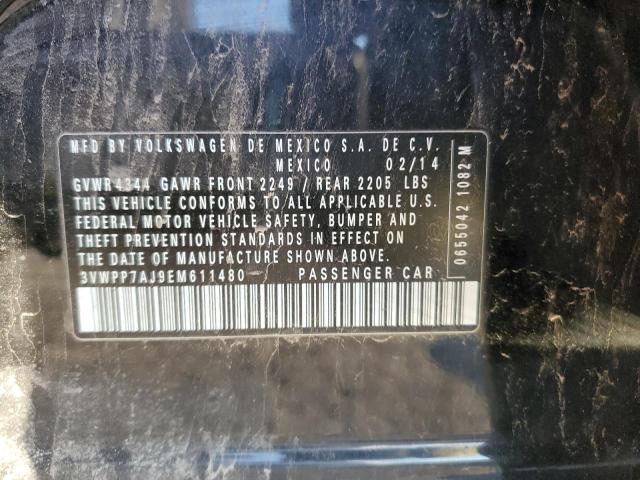 MFD BY VOLKSWAGEN DE MEXICO S.A. DE C.V.
MEXICO 02/14
GVWR4344 GAWR FRONT 2249 / REAR 2205 LBS
THIS VEHICLE CONFORMS TO ALL APPLICABLE U.S.
FEDERAL MOTOR VEHICLE SAFETY, BUMPER AND
THEFT PREVENTION STANDARDS IN EFFECT ON
THE DATE OF MANUFACTURE SHOWN ABOVE.
3VWPP7AJ9EM611480 PASSENGER CAR
0655042 1082 M